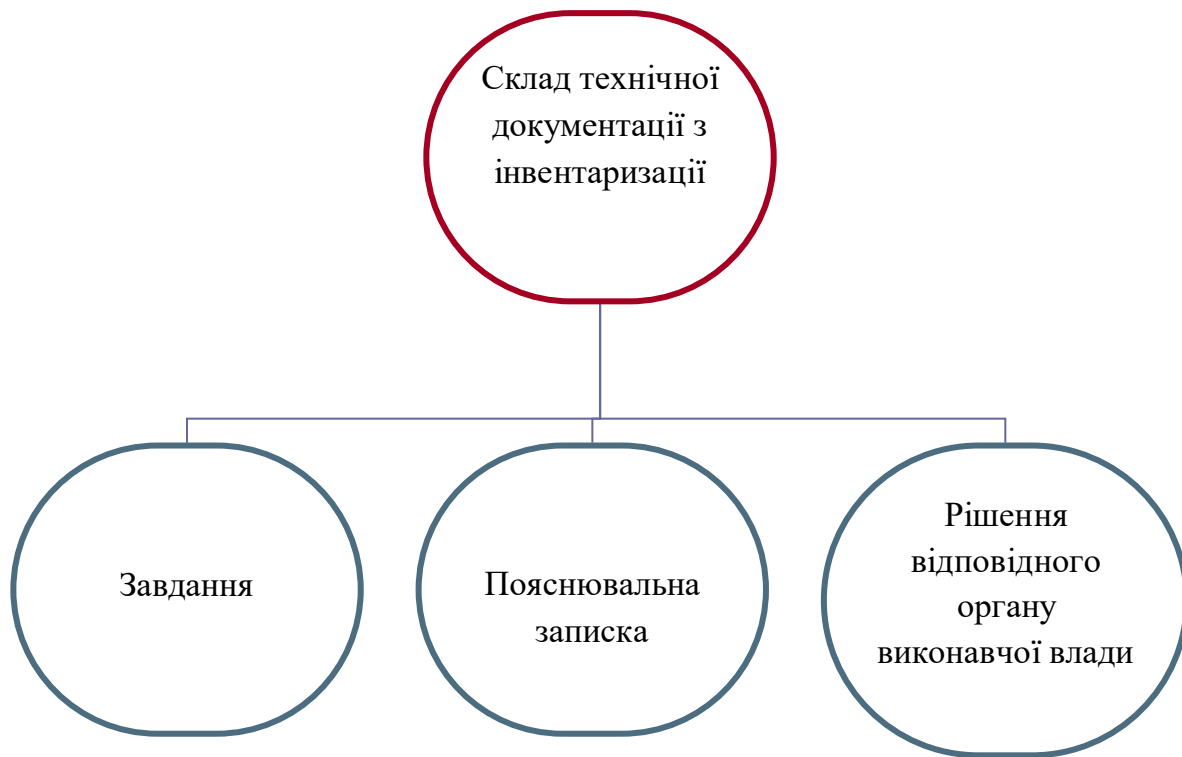 Склад технічної
документації з
інвентаризації
Завдання
Пояснювальна
записка
Рішення
відповідного
органу
виконавчої влади